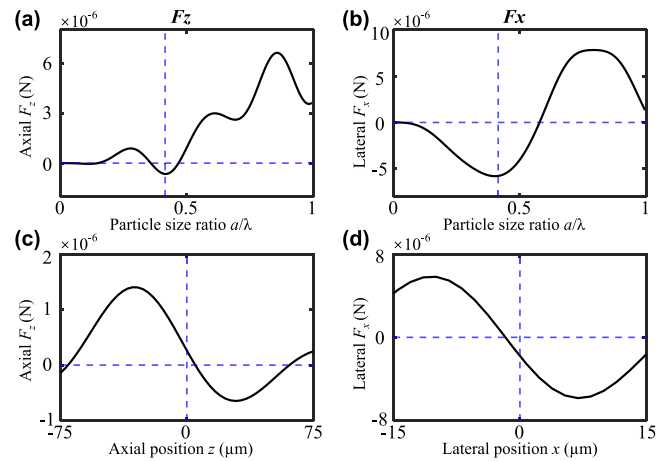 (a) Fz (b) Fx
×10⁻⁶ 10 ×10⁻⁶
6
5
Axial Fz (N) 3 Lateral Fx (N) 0
0 -5
0 0.5 1 0 0.5 1
Particle size ratio a/λ Particle size ratio a/λ
(c) (d)
2 ×10⁻⁶ 8 ×10⁻⁶
1
Axial Fz (N) Lateral Fx (N) 0
0
-1 -8
-75 0 75 -15 0 15
Axial position z (μm) Lateral position x (μm)